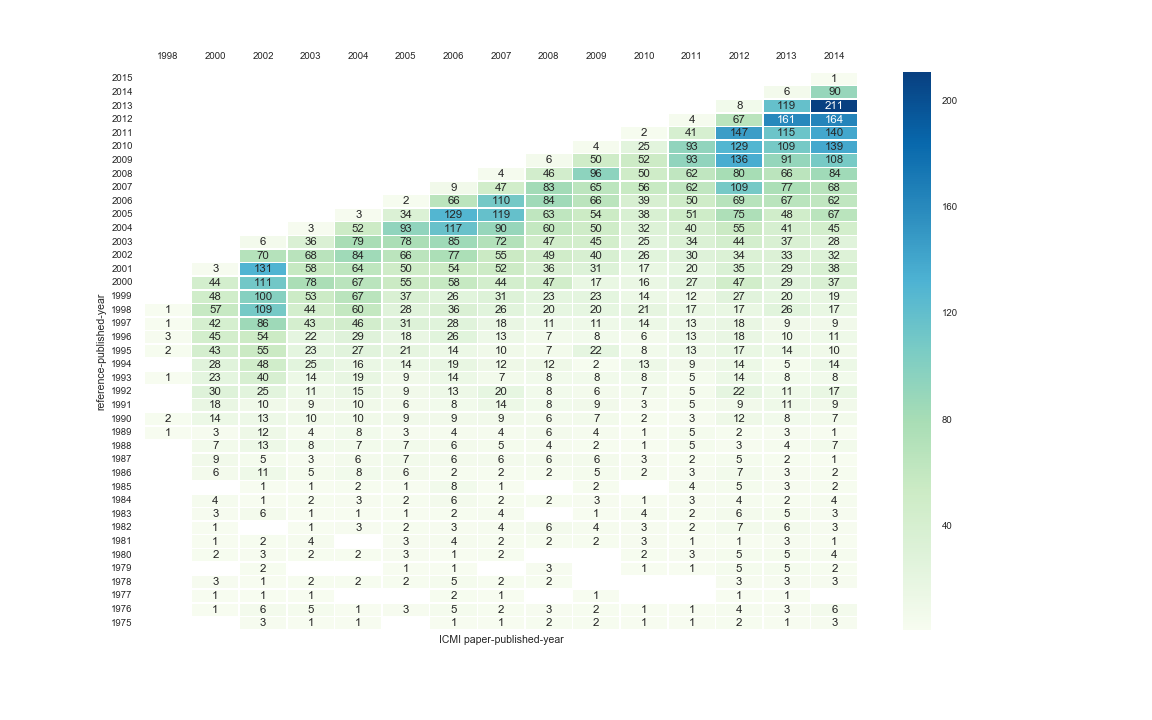 1998 2000 2002 2003 2004 2005 2006 2007 2008 2009 2010 2011 2012 2013 2014
2015 1
2014 6 90
2013 8 119 211
2012 4 67 161 164
2011 2 41 147 115 140
2010 4 25 93 129 109 139
2009 6 50 52 93 136 91 108
2008 4 46 96 50 62 80 66 84
2007 9 47 83 65 56 62 109 77 68
2006 2 66 110 84 66 39 50 69 67 62
2005 3 34 129 119 63 54 38 51 75 48 67
2004 3 52 93 117 90 60 50 32 40 55 41 45
2003 6 36 79 78 85 72 47 45 25 34 44 37 28
2002 70 68 84 66 77 55 49 40 26 30 34 33 32
2001 3 131 58 64 50 54 52 36 31 17 20 35 29 38
2000 44 111 78 67 55 58 44 47 17 16 27 47 29 37
1999 48 100 53 67 37 26 31 23 23 14 12 27 20 19
1998 1 57 109 44 60 28 36 26 20 20 21 17 17 26 17
1997 1 42 86 43 46 31 28 18 11 11 14 13 18 9 9
1996 3 45 54 22 29 18 26 13 7 8 6 13 18 10 11
1995 2 43 55 23 27 21 14 10 7 22 8 13 17 14 10
1994 28 48 25 16 14 19 12 12 2 13 9 14 5 14
1993 1 23 40 14 19 9 14 7 8 8 8 5 14 8 8
1992 30 25 11 15 9 13 20 8 6 7 5 22 11 17
1991 18 10 9 10 6 8 14 8 9 3 5 9 11 9
1990 2 14 13 10 10 9 9 9 6 7 2 3 12 8 7
1989 1 3 12 4 8 3 4 4 6 4 1 5 2 3 1
1988 7 13 8 7 7 6 5 4 2 1 5 3 4 7
1987 9 5 3 6 7 6 6 6 6 3 2 5 2 1
1986 6 11 5 8 6 2 2 2 5 2 3 7 3 2
1985 1 1 2 1 8 1 2 4 5 3 2
1984 4 1 2 3 2 6 2 2 3 1 3 4 2 4
1983 3 6 1 1 1 2 4 1 4 2 6 5 3
1982 1 1 3 2 3 4 6 4 3 2 7 6 3
1981 1 2 4 3 4 2 2 2 3 1 1 3 1
1980 2 3 2 2 3 1 2 2 3 5 5 4
1979 2 1 1 3 1 1 5 5 2
1978 3 1 2 2 2 5 2 2 3 3 3
1977 1 1 1 2 1 1 1 1
1976 1 6 5 1 3 5 2 3 2 1 1 4 3 6
1975 3 1 1 1 1 2 2 1 1 2 1 3
reference-published-year
ICMI paper-published-year
200
160
120
80
40